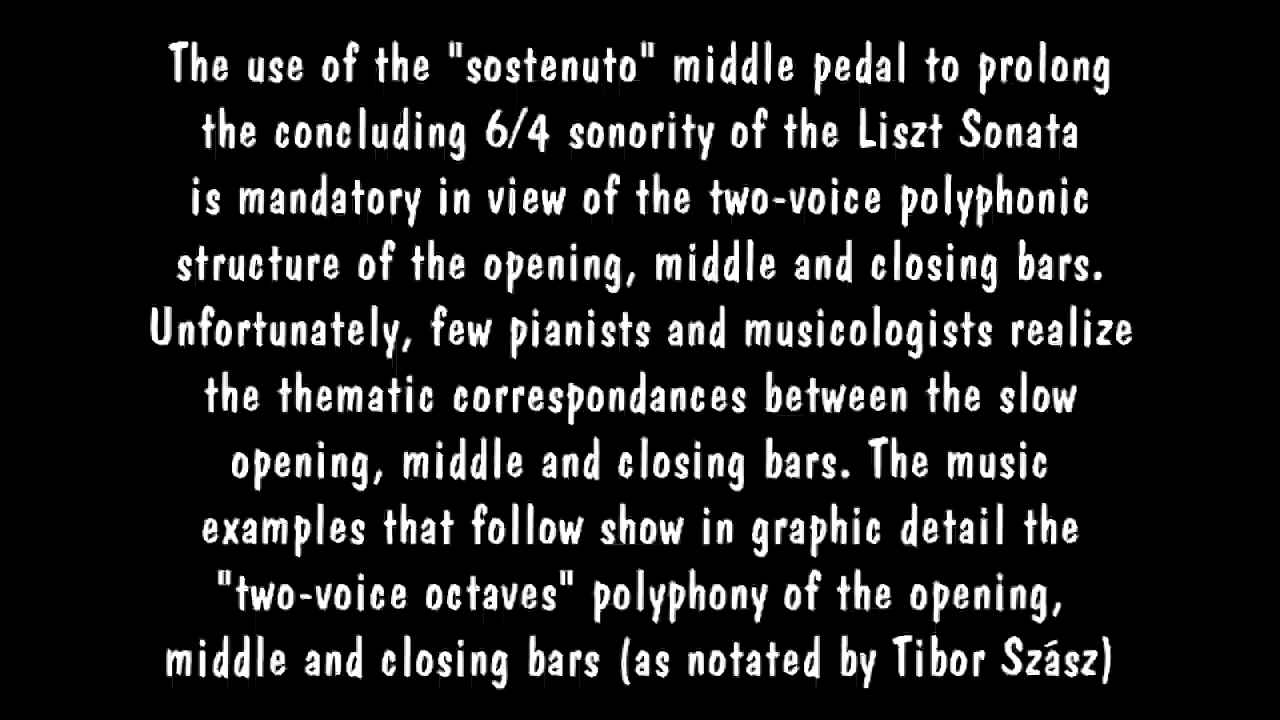 The use of the "sostenuto" middle pedal to prolong
the concluding 6/4 sonority of the Liszt Sonata
is mandatory in view of the two-voice polyphonic
structure of the opening, middle and closing bars.
Unfortunately, few pianists and musicologists realize
the thematic correspondances between the slow
opening, middle and closing bars. The music
examples that follow show in graphic detail the
"two-voice octaves" polyphony of the opening,
middle and closing bars (as notated by Tibor Szász)